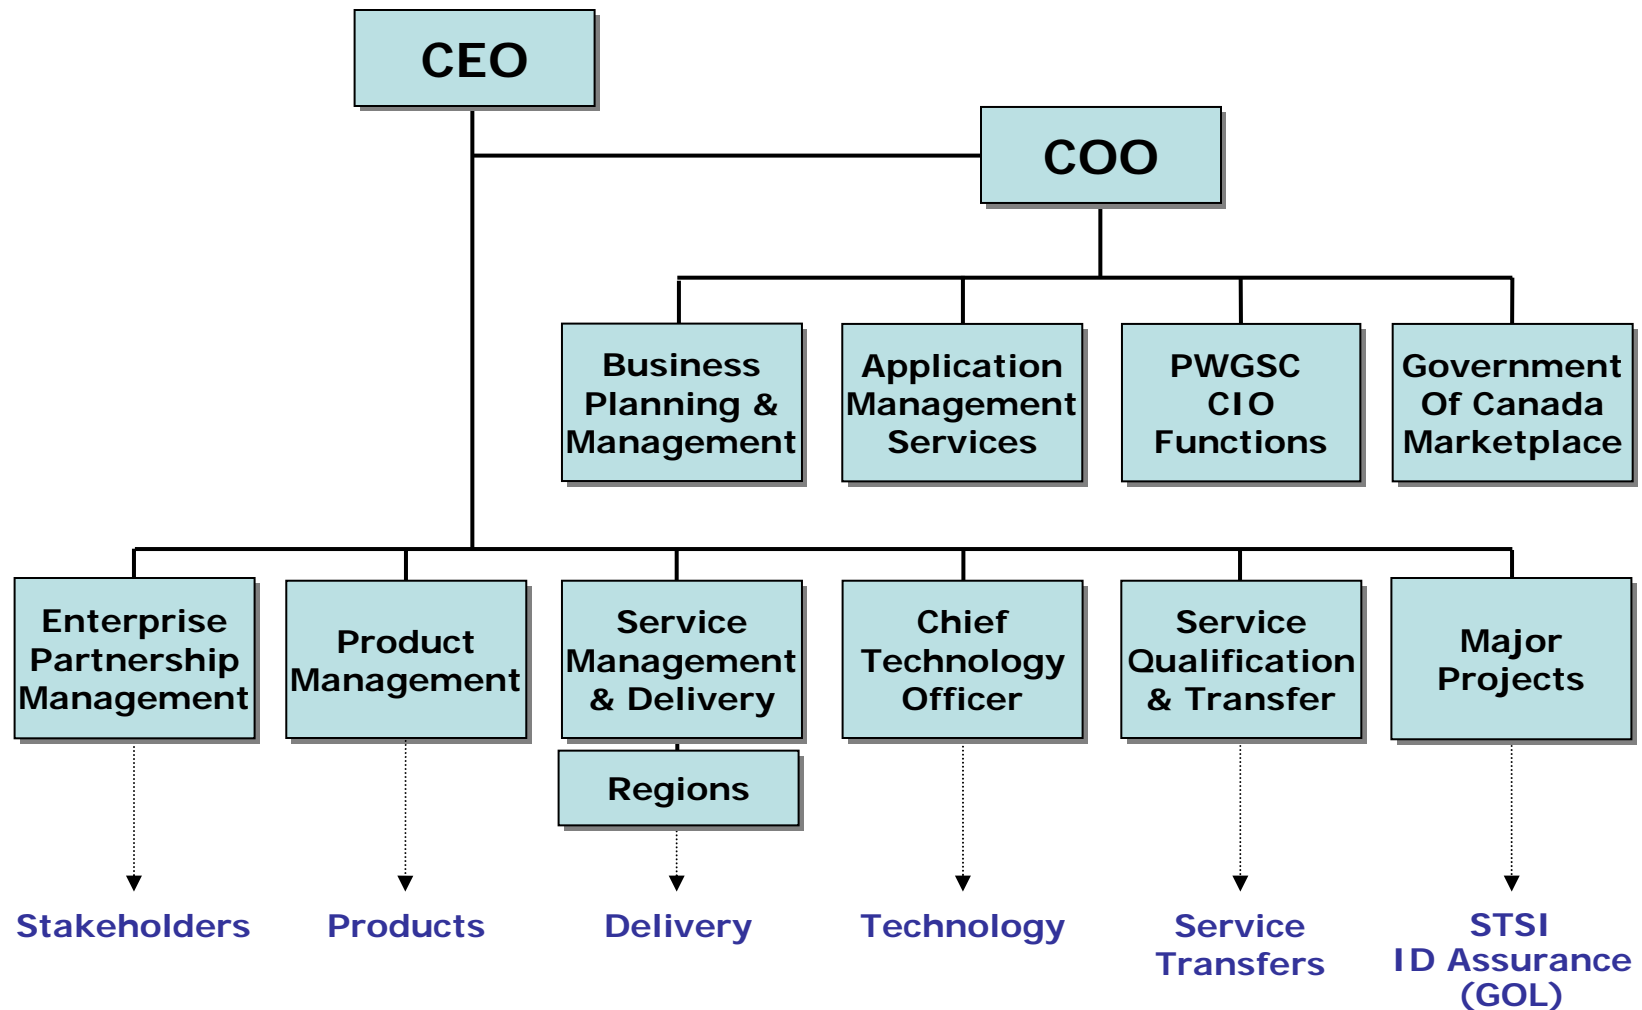 CEO
COO
Business
Planning &
Management
Application
Management
Services
PWGSC
CIO
Functions
Government
Of Canada
Marketplace
Enterprise
Partnership
Management
Product
Management
Service
Management
& Delivery
Chief
Technology
Officer
Service
Qualification
& Transfer
Major
Projects
Regions
Stakeholders
Products
Delivery
Technology
Service
Transfers
STSI
ID Assurance
(GOL)